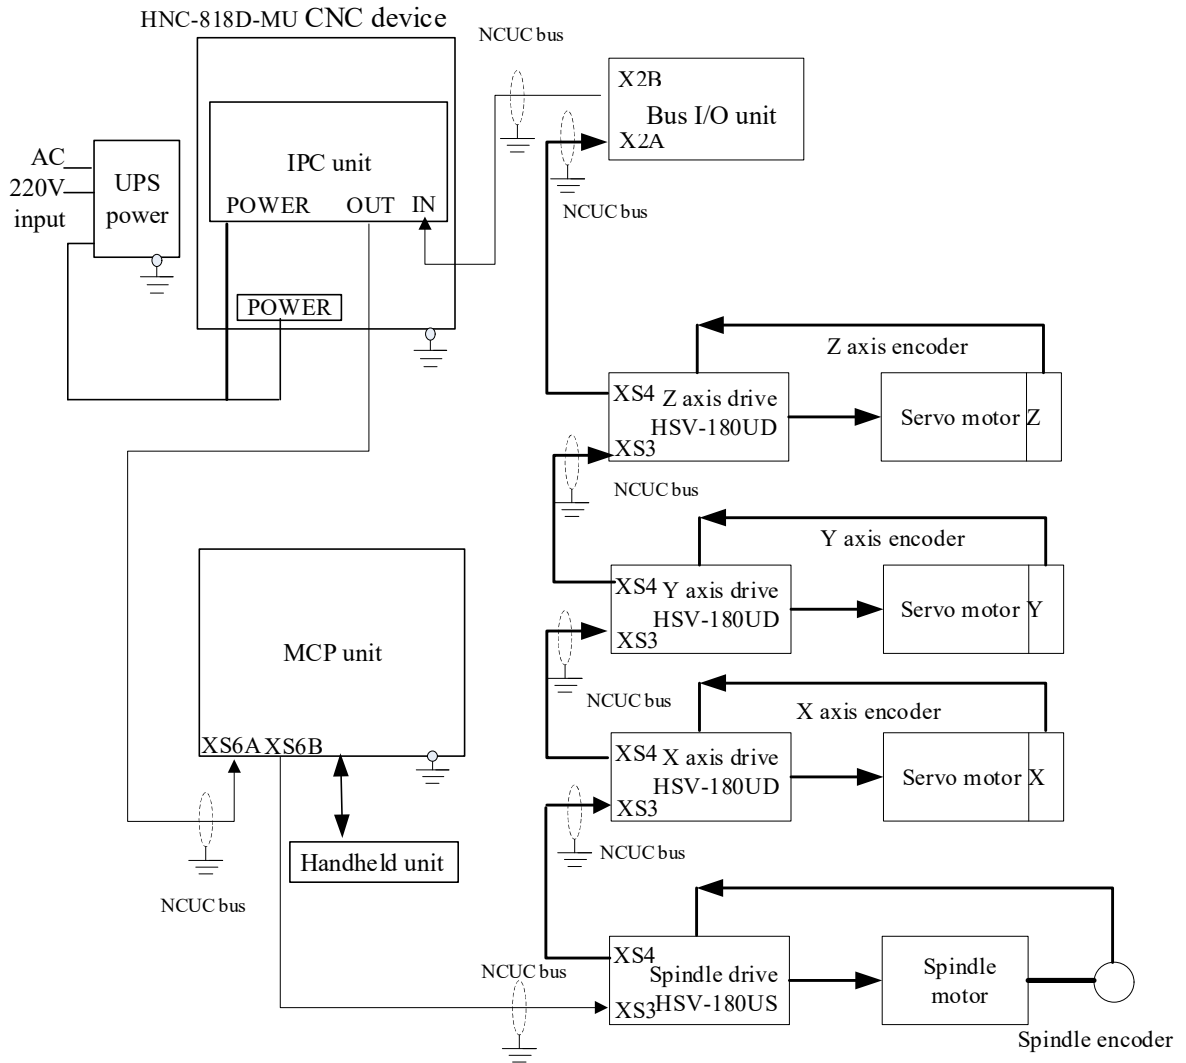 HNC-818D-MU CNC device
NCUC bus
X2B
Bus I/O unit
X2A
NCUC bus
IPC unit
POWER OUT IN
AC
220V
input
UPS
power
POWER
Z axis encoder
XS4 Z axis drive
HSV-180UD
XS3
Servo motor Z
NCUC bus
Y axis encoder
XS4 Y axis drive
HSV-180UD
XS3
Servo motor Y
NCUC bus
MCP unit
XS6A XS6B
X axis encoder
XS4 X axis drive
HSV-180UD
XS3
Servo motor X
NCUC bus
Handheld unit
NCUC bus
NCUC bus
XS4
Spindle drive
XS3 HSV-180US
Spindle
motor
Spindle encoder